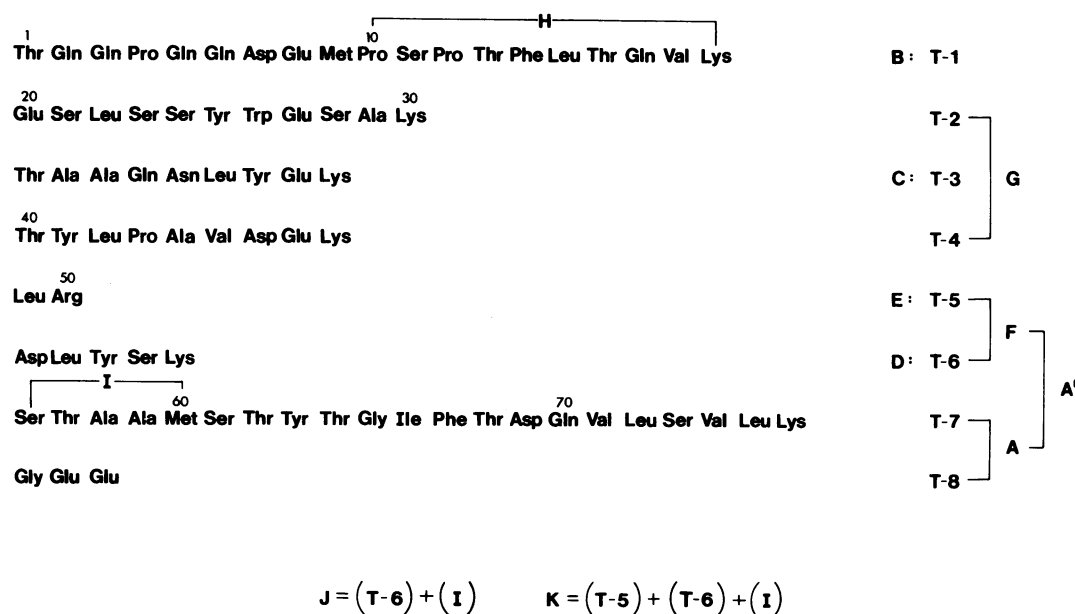 H
1 10
Thr Gln Gln Pro Gln Gln Asp Glu Met Pro Ser Pro Thr Phe Leu Thr Gln Val Lys B: T-1
20 30
Glu Ser Leu Ser Ser Tyr Trp Glu Ser Ala Lys T-2
Thr Ala Ala Gln Asn Leu Tyr Glu Lys C: T-3 G
40
Thr Tyr Leu Pro Ala Val Asp Glu Lys T-4
50
Leu Arg E: T-5
F
Asp Leu Tyr Ser Lys D: T-6
I A'
60 70
Ser Thr Ala Ala Met Ser Thr Tyr Thr Gly Ile Phe Thr Asp Gln Val Leu Ser Val Leu Lys T-7
A
Gly Glu Glu T-8
J = (T-6) + (I) K = (T-5) + (T-6) + (I)